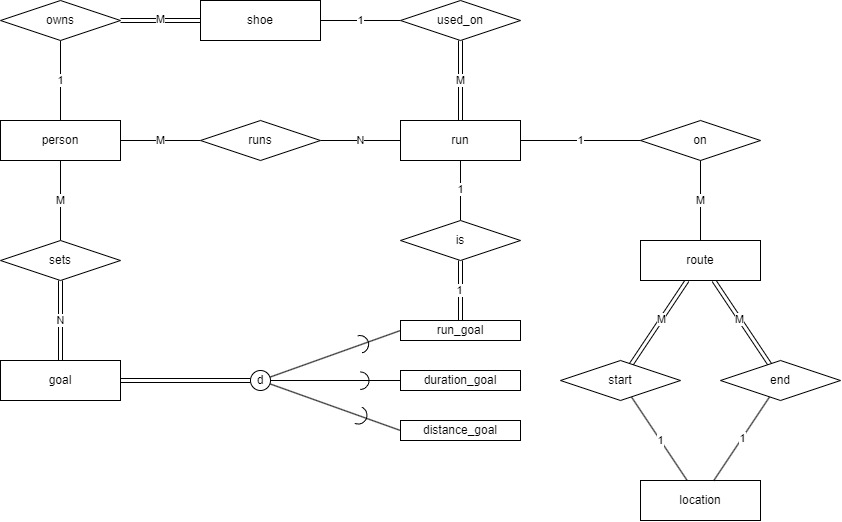 owns
M
shoe
1
used_on
1
M
person
M
runs
N
run
1
on
M
1
M
sets
is
route
N
1
M
M
goal
d
run_goal
duration_goal
distance_goal
start
end
1
1
location